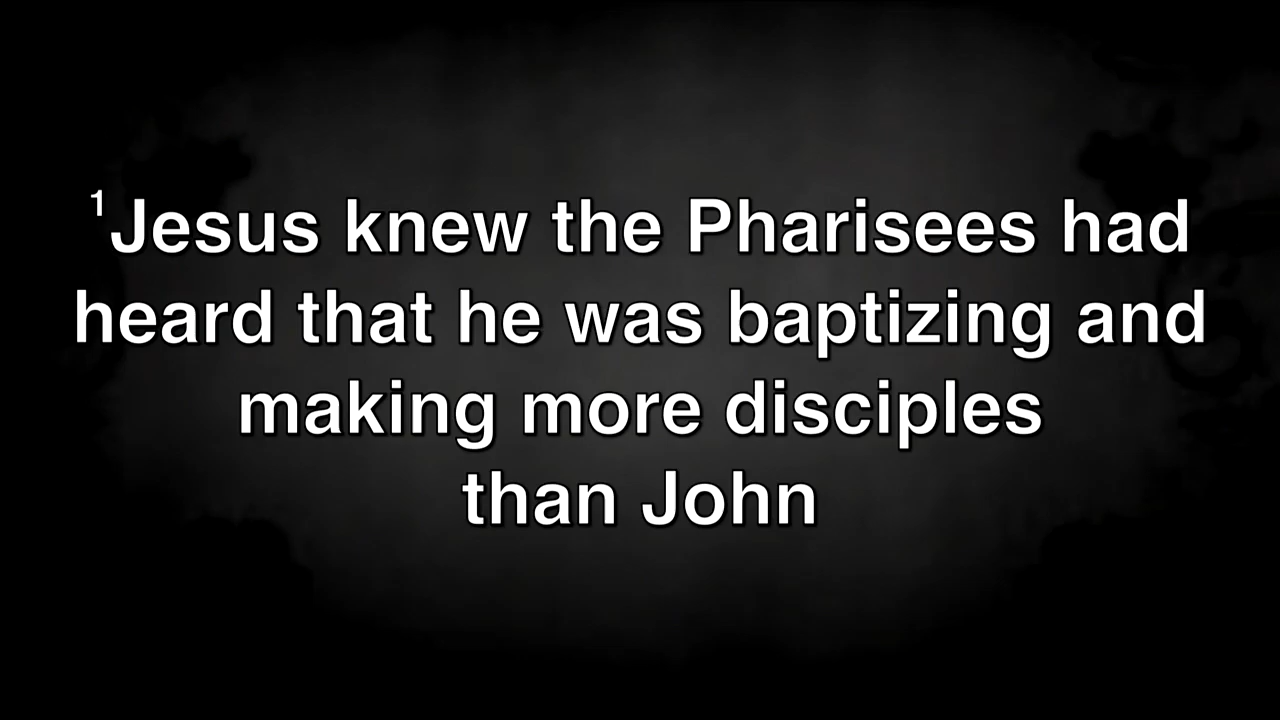 ¹Jesus knew the Pharisees had
heard that he was baptizing and
making more disciples
than John